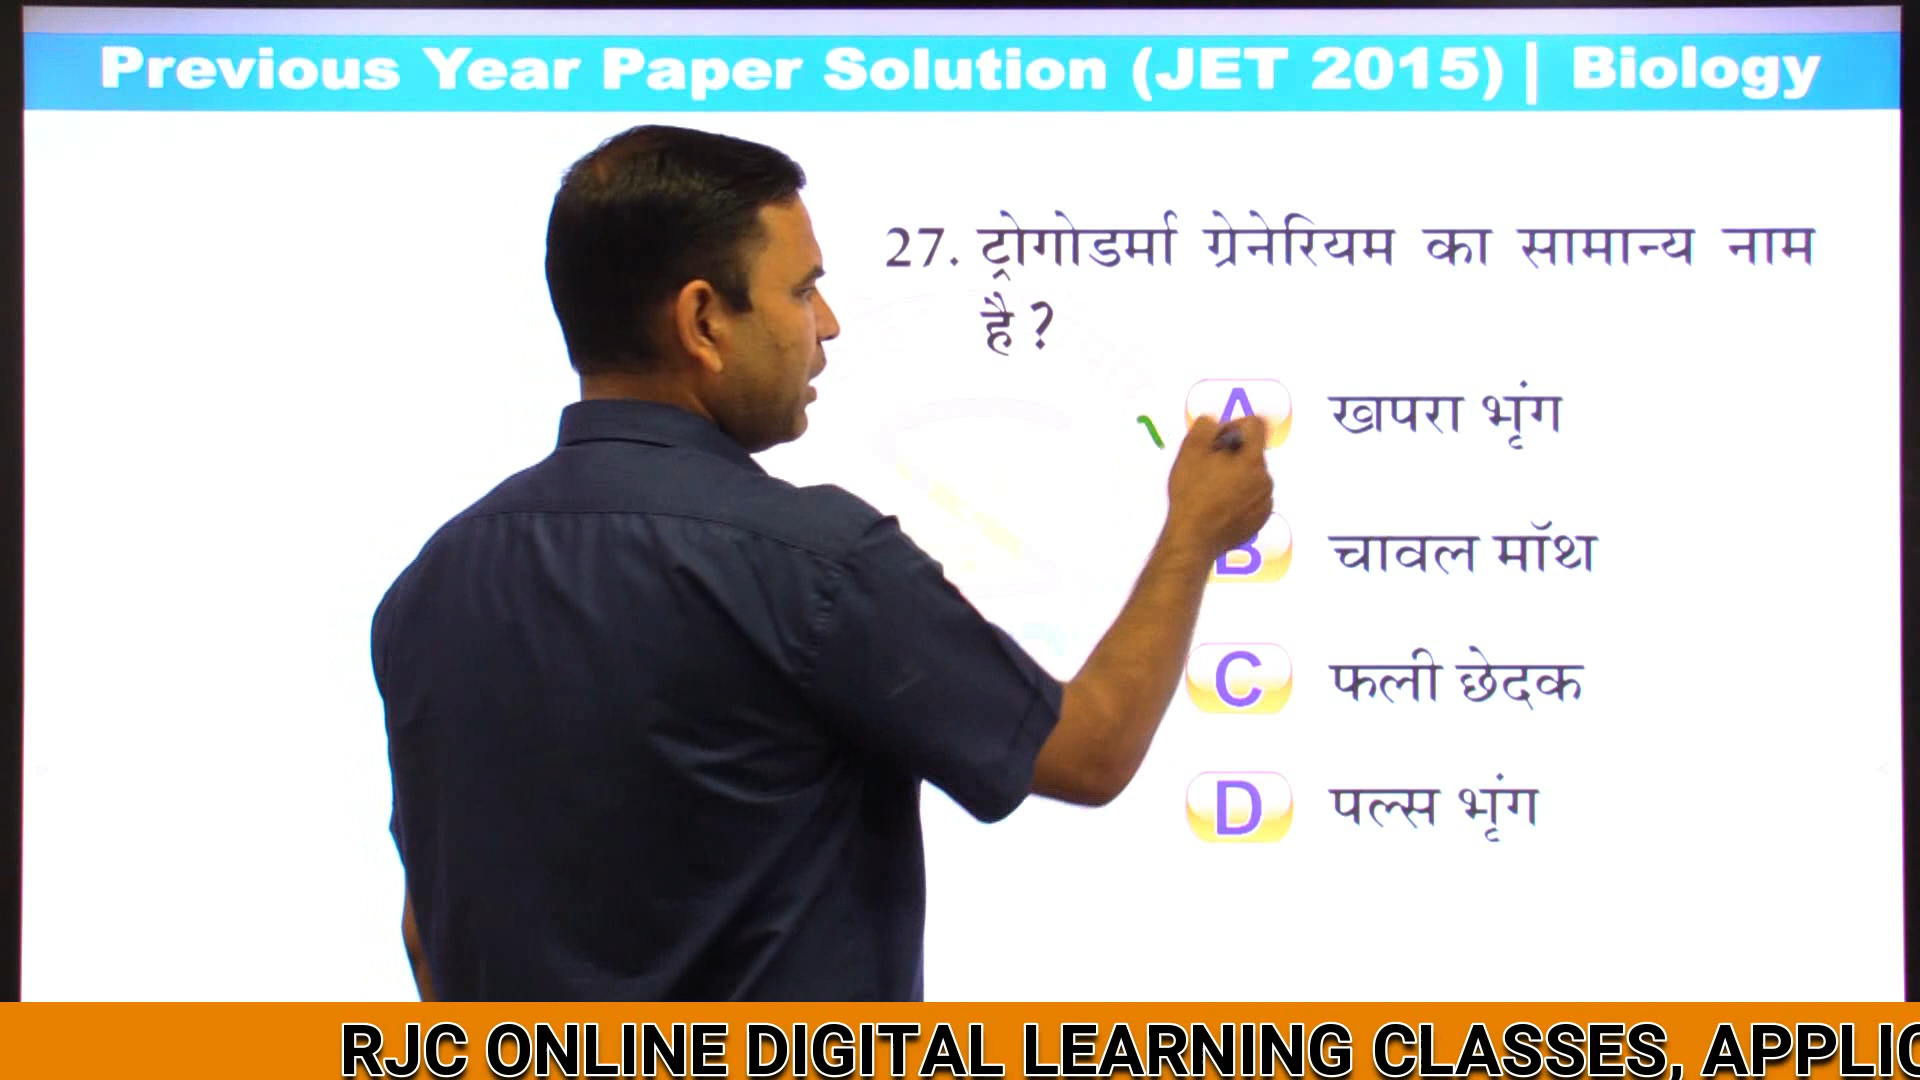 Previous Year Paper Solution (JET 2015) | Biology
27. ट्रोगोडर्मा ग्रेनेरियम का सामान्य नाम
है ?
A खपरा भृंग
B चावल मॉथ
C फली छेदक
D पल्स भृंग
RJC ONLINE DIGITAL LEARNING CLASSES,